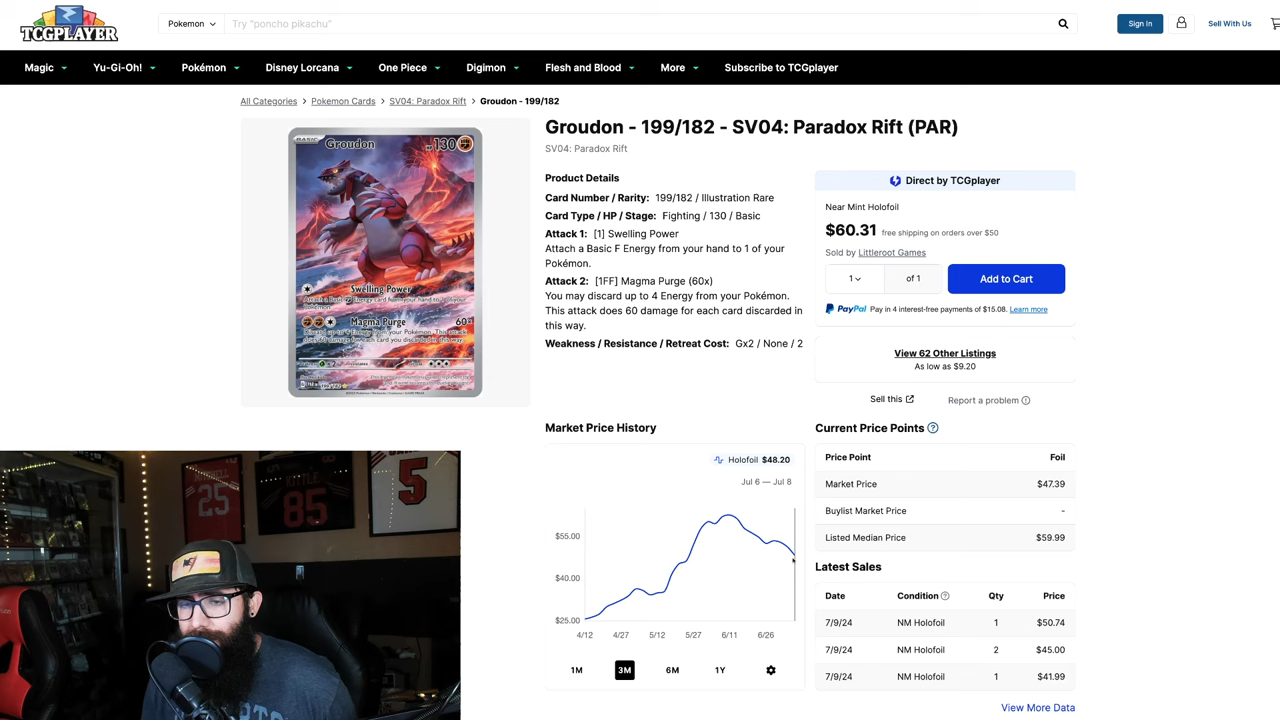 TCGPLAYER
Pokemon
Try "poncho pikachu"
Sign In
Sell With Us
Magic
Yu-Gi-Oh!
Pokémon
Disney Lorcana
One Piece
Digimon
Flesh and Blood
More
Subscribe to TCGplayer
All Categories > Pokemon Cards > SV04: Paradox Rift > Groudon - 199/182
Groudon - 199/182 - SV04: Paradox Rift (PAR)
SV04: Paradox Rift
BASIC
Groudon
130
Swelling Power
Magma Purge 60x
Product Details
Card Number / Rarity: 199/182 / Illustration Rare
Card Type / HP / Stage: Fighting / 130 / Basic
Attack 1: [1] Swelling Power
Attach a Basic F Energy from your hand to 1 of your
Pokémon.
Attack 2: [1FF] Magma Purge (60x)
You may discard up to 4 Energy from your Pokémon.
This attack does 60 damage for each card discarded in
this way.
Weakness / Resistance / Retreat Cost: Gx2 / None / 2
Direct by TCGplayer
Near Mint Holofoil
$60.31 free shipping on orders over $50
Sold by Littleroot Games
1
of 1
Add to Cart
PayPal Pay in 4 interest-free payments of $15.08. Learn more
View 62 Other Listings
As low as $9.20
Sell this
Report a problem
Market Price History
Holofoil $48.20
Jul 6 — Jul 8
$55.00
$40.00
$25.00
4/12 4/27 5/12 5/27 6/11 6/26
1M 3M 6M 1Y
Current Price Points
Price Point Foil
Market Price $47.39
Buylist Market Price -
Listed Median Price $59.99
Latest Sales
Date Condition Qty Price
7/9/24 NM Holofoil 1 $50.74
7/9/24 NM Holofoil 2 $45.00
7/9/24 NM Holofoil 1 $41.99
View More Data
25
KITTLE
85
5